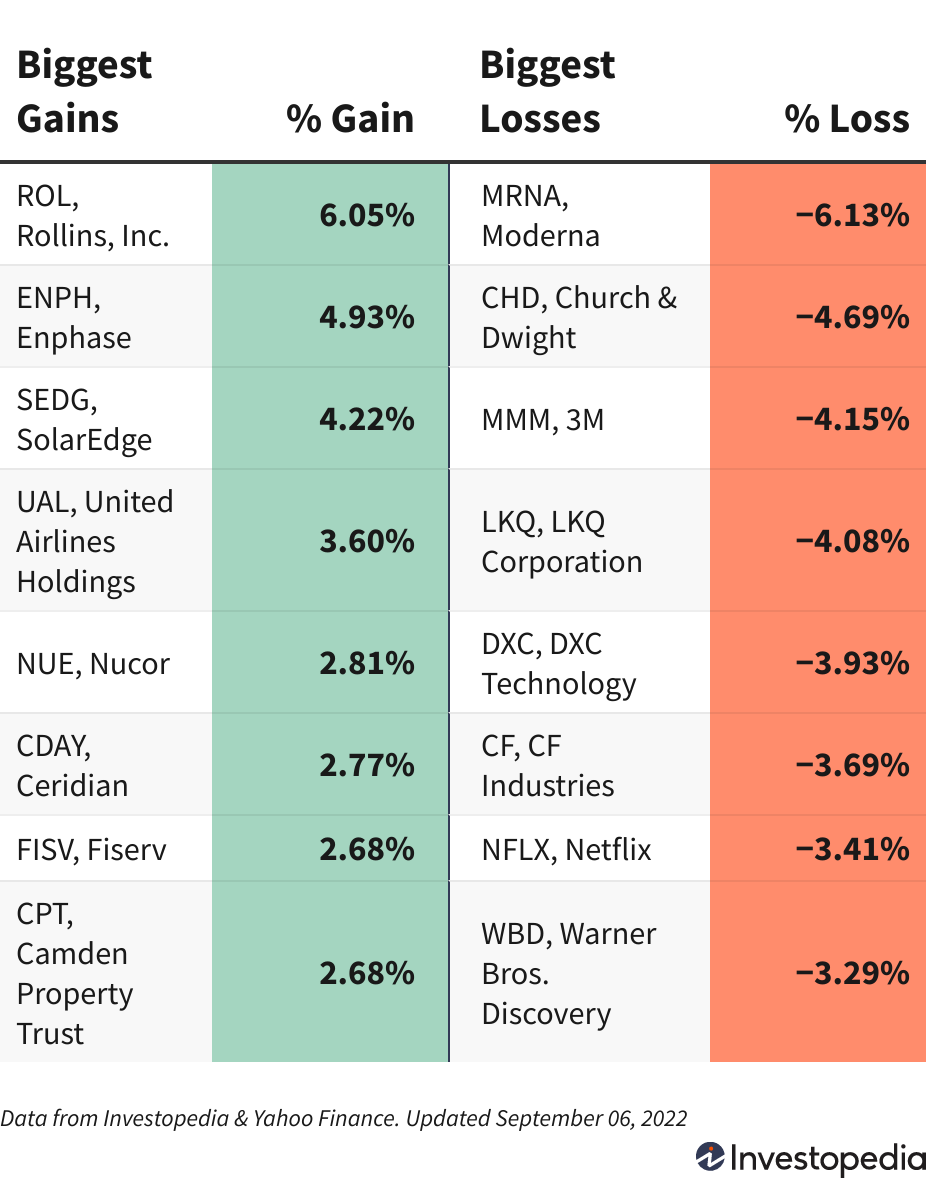 Biggest
Gains
% Gain
Biggest
Losses
% Loss
ROL,
Rollins, Inc.
6.05%
MRNA,
Moderna
−6.13%
ENPH,
Enphase
4.93%
CHD, Church &
Dwight
−4.69%
SEDG,
SolarEdge
4.22%
MMM, 3M
−4.15%
UAL, United
Airlines
Holdings
3.60%
LKQ, LKQ
Corporation
−4.08%
NUE, Nucor
2.81%
DXC, DXC
Technology
−3.93%
CDAY,
Ceridian
2.77%
CF, CF
Industries
−3.69%
FISV, Fiserv
2.68%
NFLX, Netflix
−3.41%
CPT,
Camden
Property
Trust
2.68%
WBD, Warner
Bros.
Discovery
−3.29%
Data from Investopedia & Yahoo Finance. Updated September 06, 2022
Investopedia